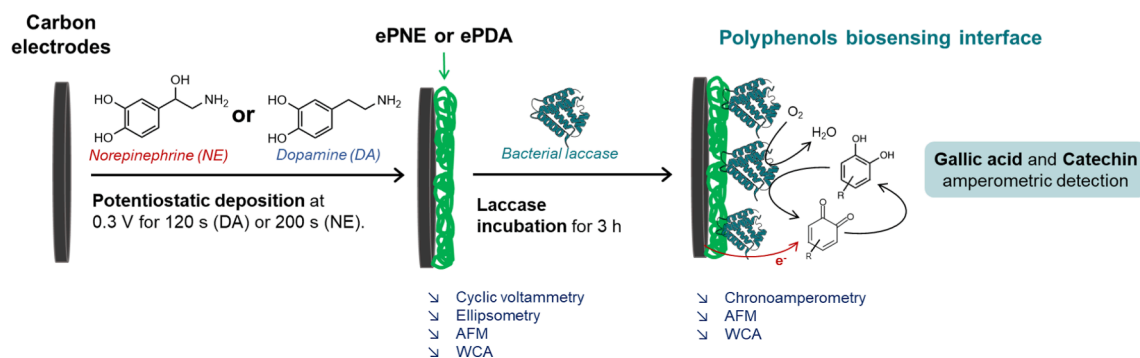 Carbon
electrodes
HO
HO
OH
NH2
Norepinephrine (NE)
or
HO
HO
NH2
Dopamine (DA)
Potentiostatic deposition at
0.3 V for 120 s (DA) or 200 s (NE).
ePNE or ePDA
↘ Cyclic voltammetry
↘ Ellipsometry
↘ AFM
↘ WCA
Bacterial laccase
Laccase
incubation for 3 h
Polyphenols biosensing interface
O2
H2O
OH
OH
R
O
O
R
e-
↘ Chronoamperometry
↘ AFM
↘ WCA
Gallic acid and Catechin
amperometric detection